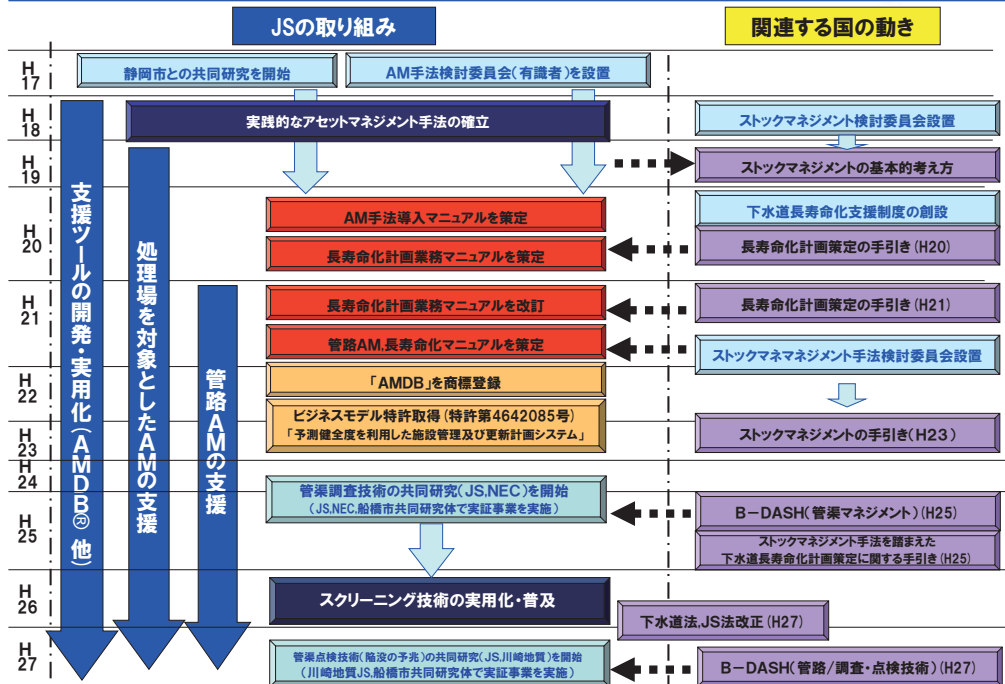 JSの取り組み
関連する国の動き
H
17
静岡市との共同研究を開始
AM手法検討委員会(有識者)を設置
H
18
実践的なアセットマネジメント手法の確立
ストックマネジメント検討委員会設置
H
19
ストックマネジメントの基本的考え方
H
20
AM手法導入マニュアルを策定
下水道長寿命化支援制度の創設
長寿命化計画業務マニュアルを策定
長寿命化計画策定の手引き(H20)
H
21
長寿命化計画業務マニュアルを改訂
長寿命化計画策定の手引き(H21)
管路AM,長寿命化マニュアルを策定
ストックママネジメント手法検討委員会設置
H
22
「AMDB」を商標登録
H
23
ビジネスモデル特許取得(特許第4642085号)
「予測健全度を利用した施設管理及び更新計画システム」
ストックマネジメントの手引き(H23)
H
24
管渠調査技術の共同研究(JS,NEC)を開始
(JS,NEC,船橋市共同研究体で実証事業を実施)
H
25
B-DASH(管渠マネジメント)(H25)
ストックマネジメント手法を踏まえた
下水道長寿命化計画策定に関する手引き(H25)
H
26
スクリーニング技術の実用化・普及
下水道法,JS法改正(H27)
H
27
管渠点検技術(陥没の予兆)の共同研究(JS,川崎地質)を開始
(川崎地質JS,船橋市共同研究体で実証事業を実施)
B-DASH(管路/調査・点検技術)(H27)
支援ツールの開発・実用化(AMDB®他)
処理場を対象としたAMの支援
管路AMの支援